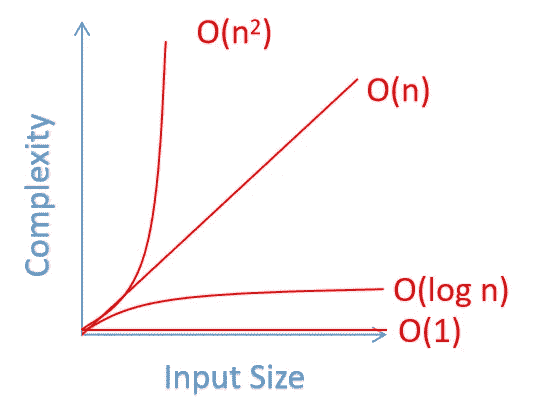 O(n²)
O(n)
Complexity
O(log n)
O(1)
Input Size